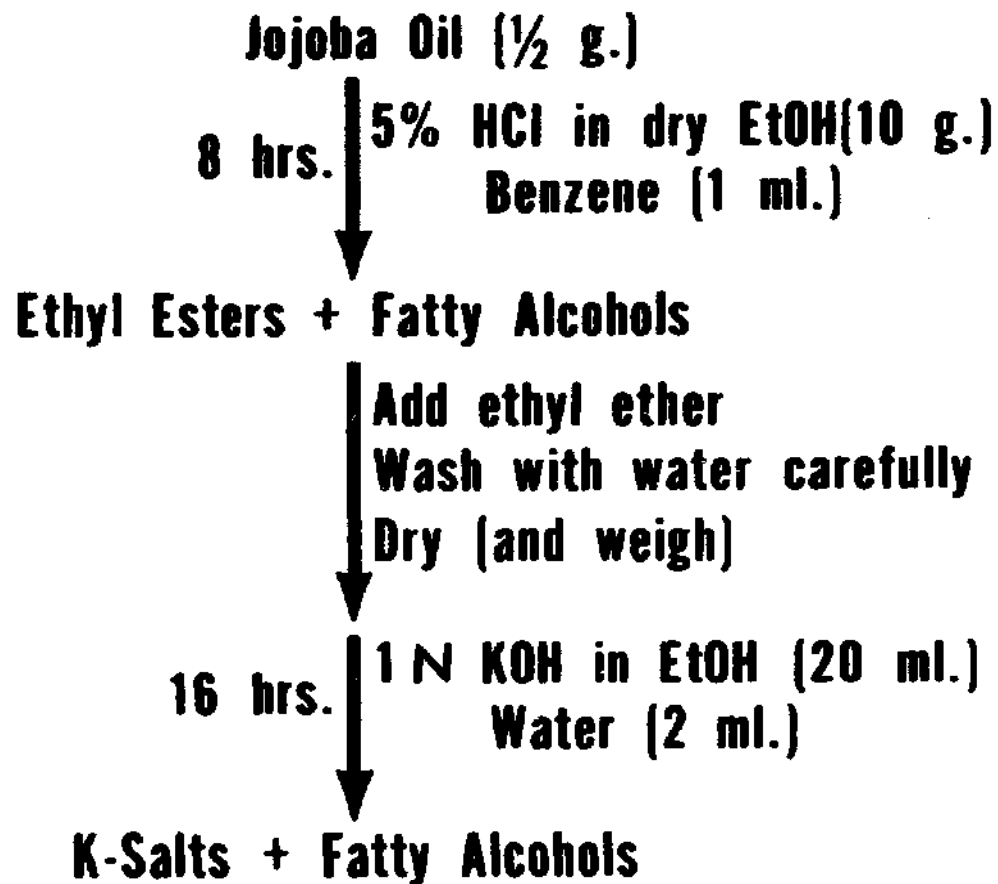 Jojoba Oil (½ g.)
8 hrs.
5% HCl in dry EtOH(10 g.)
Benzene (1 ml.)
Ethyl Esters + Fatty Alcohols
Add ethyl ether
Wash with water carefully
Dry (and weigh)
16 hrs.
1 N KOH in EtOH (20 ml.)
Water (2 ml.)
K-Salts + Fatty Alcohols